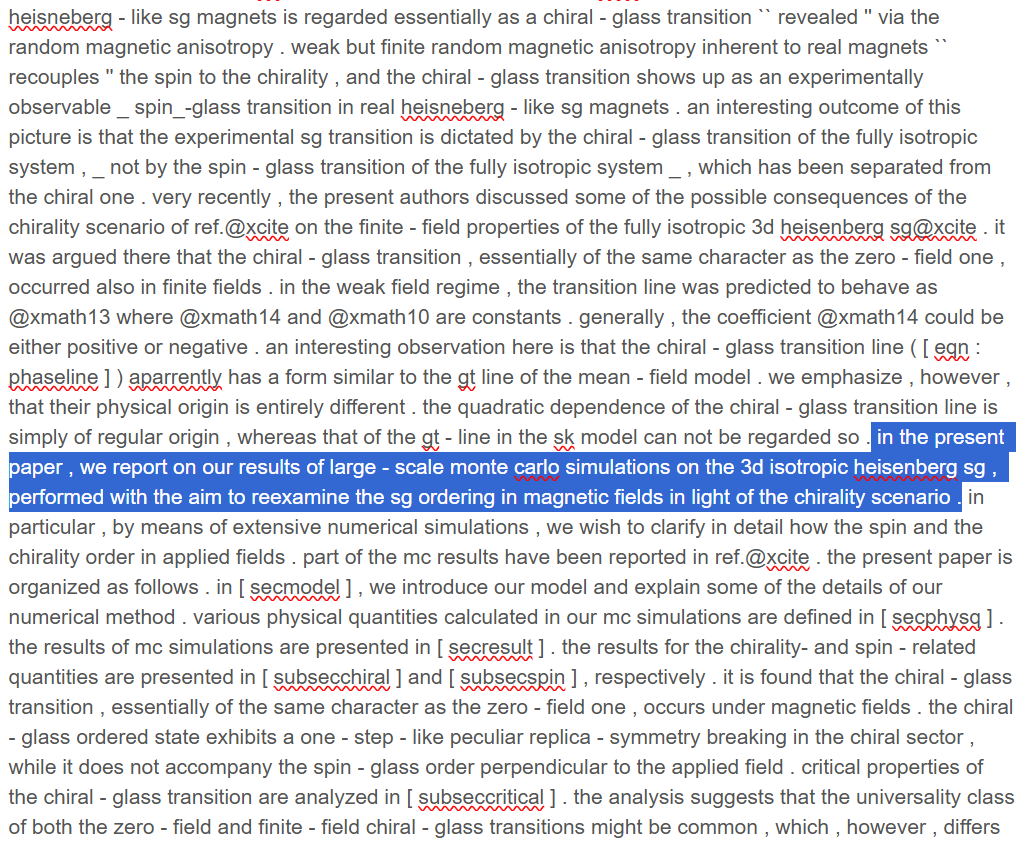 heisneberg - like sg magnets is regarded essentially as a chiral - glass transition `` revealed '' via the
random magnetic anisotropy . weak but finite random magnetic anisotropy inherent to real magnets ``
recouples '' the spin to the chirality , and the chiral - glass transition shows up as an experimentally
observable _ spin_-glass transition in real heisneberg - like sg magnets . an interesting outcome of this
picture is that the experimental sg transition is dictated by the chiral - glass transition of the fully isotropic
system , _ not by the spin - glass transition of the fully isotropic system _ , which has been separated from
the chiral one . very recently , the present authors discussed some of the possible consequences of the
chirality scenario of ref.@xcite on the finite - field properties of the fully isotropic 3d heisenberg sg@xcite . it
was argued there that the chiral - glass transition , essentially of the same character as the zero - field one ,
occurred also in finite fields . in the weak field regime , the transition line was predicted to behave as
@xmath13 where @xmath14 and @xmath10 are constants . generally , the coefficient @xmath14 could be
either positive or negative . an interesting observation here is that the chiral - glass transition line ( [ eqn :
phaseline ] ) aparrently has a form similar to the gt line of the mean - field model . we emphasize , however ,
that their physical origin is entirely different . the quadratic dependence of the chiral - glass transition line is
simply of regular origin , whereas that of the gt - line in the sk model can not be regarded so . in the present
paper , we report on our results of large - scale monte carlo simulations on the 3d isotropic heisenberg sg ,
performed with the aim to reexamine the sg ordering in magnetic fields in light of the chirality scenario . in
particular , by means of extensive numerical simulations , we wish to clarify in detail how the spin and the
chirality order in applied fields . part of the mc results have been reported in ref.@xcite . the present paper is
organized as follows . in [ secmodel ] , we introduce our model and explain some of the details of our
numerical method . various physical quantities calculated in our mc simulations are defined in [ secphysq ] .
the results of mc simulations are presented in [ secresult ] . the results for the chirality- and spin - related
quantities are presented in [ subsecchiral ] and [ subsecspin ] , respectively . it is found that the chiral - glass
transition , essentially of the same character as the zero - field one , occurs under magnetic fields . the chiral
- glass ordered state exhibits a one - step - like peculiar replica - symmetry breaking in the chiral sector ,
while it does not accompany the spin - glass order perpendicular to the applied field . critical properties of
the chiral - glass transition are analyzed in [ subseccritical ] . the analysis suggests that the universality class
of both the zero - field and finite - field chiral - glass transitions might be common , which , however , differs